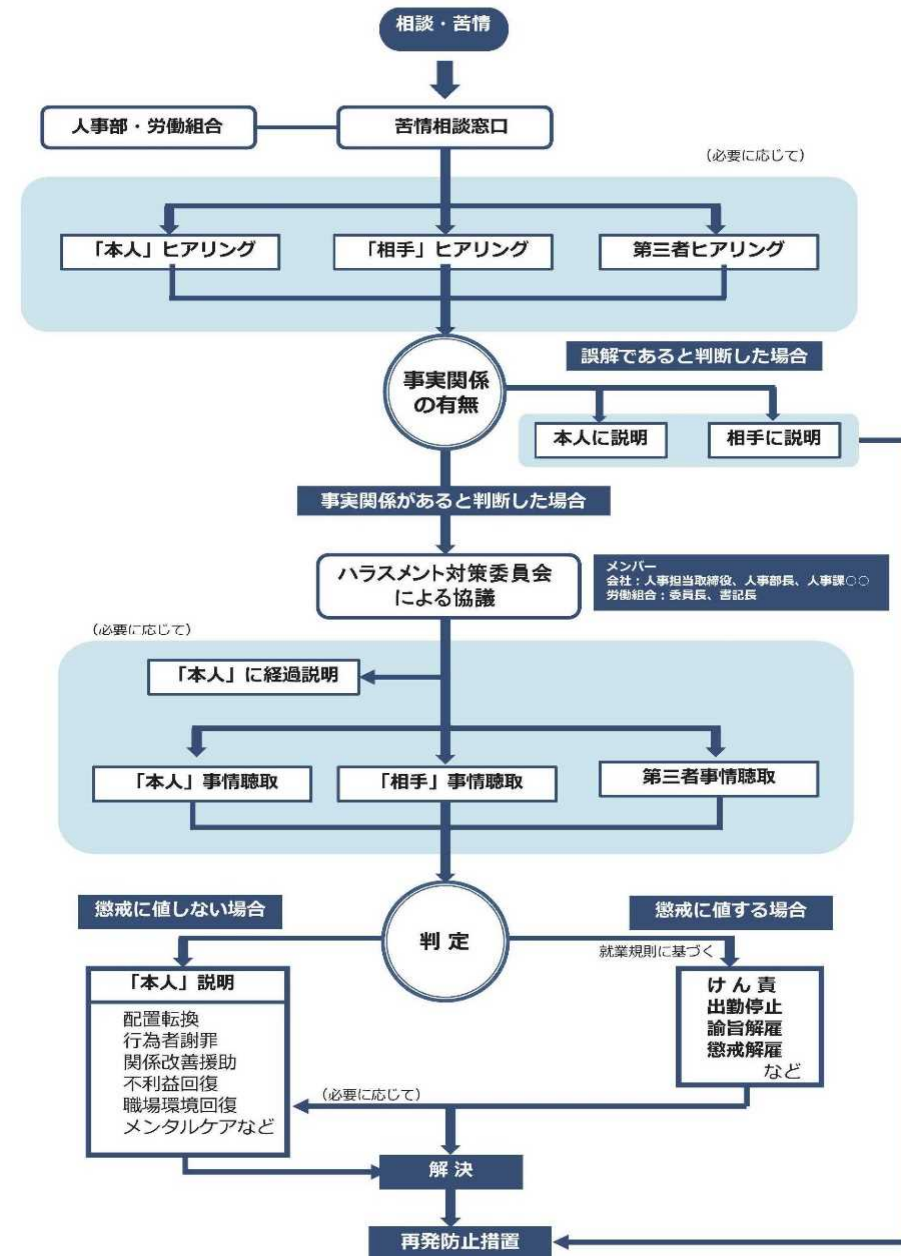 相談・苦情
人事部・労働組合
苦情相談窓口
（必要に応じて）
「本人」ヒアリング
「相手」ヒアリング
第三者ヒアリング
誤解であると判断した場合
事実関係
の有無
本人に説明
相手に説明
事実関係があると判断した場合
ハラスメント対策委員会
による協議
メンバー
会社：人事担当取締役、人事部長、人事課○○
労働組合：委員長、書記長
（必要に応じて）
「本人」に経過説明
「本人」事情聴取
「相手」事情聴取
第三者事情聴取
懲戒に値しない場合
懲戒に値する場合
判 定
就業規則に基づく
「本人」説明
配置転換
行為者謝罪
関係改善援助
不利益回復
職場環境回復
メンタルケアなど
け ん 責
出勤停止
諭旨解雇
懲戒解雇
など
（必要に応じて）
解 決
再発防止措置